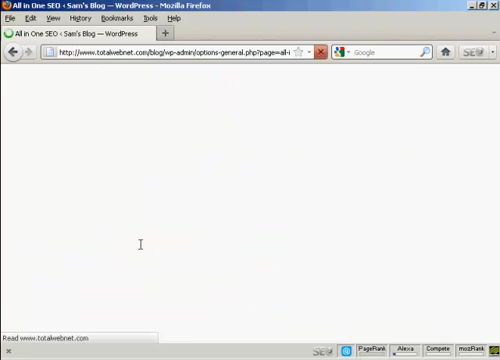 All in One SEO ‹ Sam's Blog — WordPress - Mozilla Firefox
File Edit View History Bookmarks Tools Help
All in One SEO ‹ Sam's Blog — WordPress
http://www.totalwebnet.com/blog/wp-admin/options-general.php?page=all-i
Google
SEO
Read www.totalwebnet.com
SEO
PageRank
Alexa
Compete
mozRank